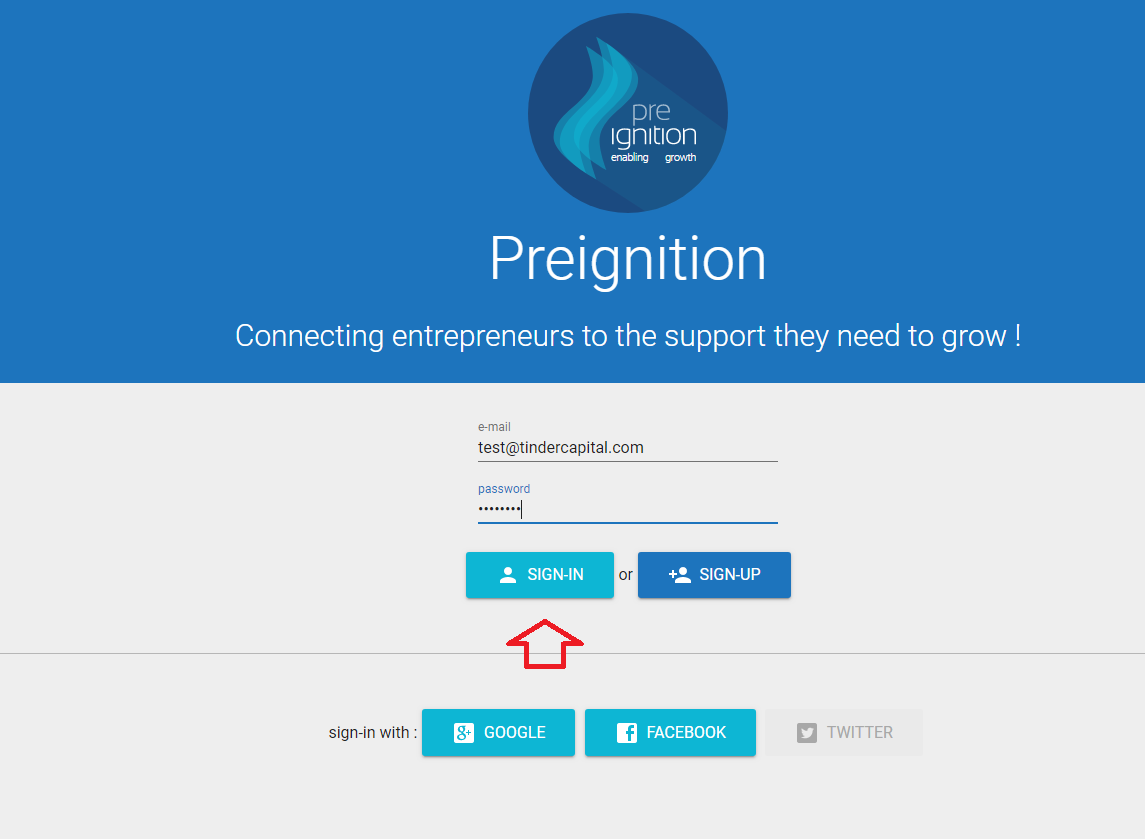 pre
ignition
enabling growth
Preignition
Connecting entrepreneurs to the support they need to grow !
e-mail
test@tindercapital.com
password
••••••••
SIGN-IN or SIGN-UP
sign-in with : GOOGLE FACEBOOK TWITTER